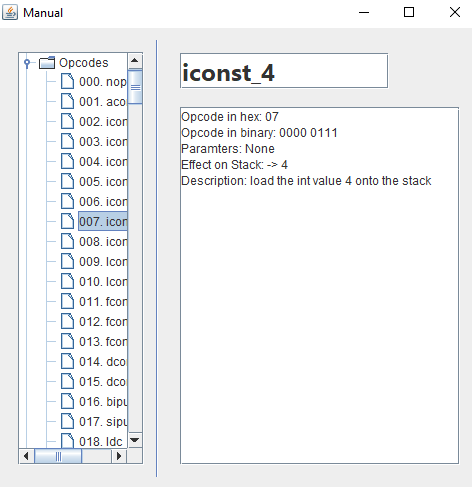 Manual
Opcodes
000. nop
001. aco
002. icon
003. icon
004. icon
005. icon
006. icon
007. icon
008. icon
009. lcon
010. lcon
011. fcon
012. fcon
013. fcon
014. dco
015. dco
016. bipu
017. sipu
018. ldc
iconst_4
Opcode in hex: 07
Opcode in binary: 0000 0111
Paramters: None
Effect on Stack: -> 4
Description: load the int value 4 onto the stack